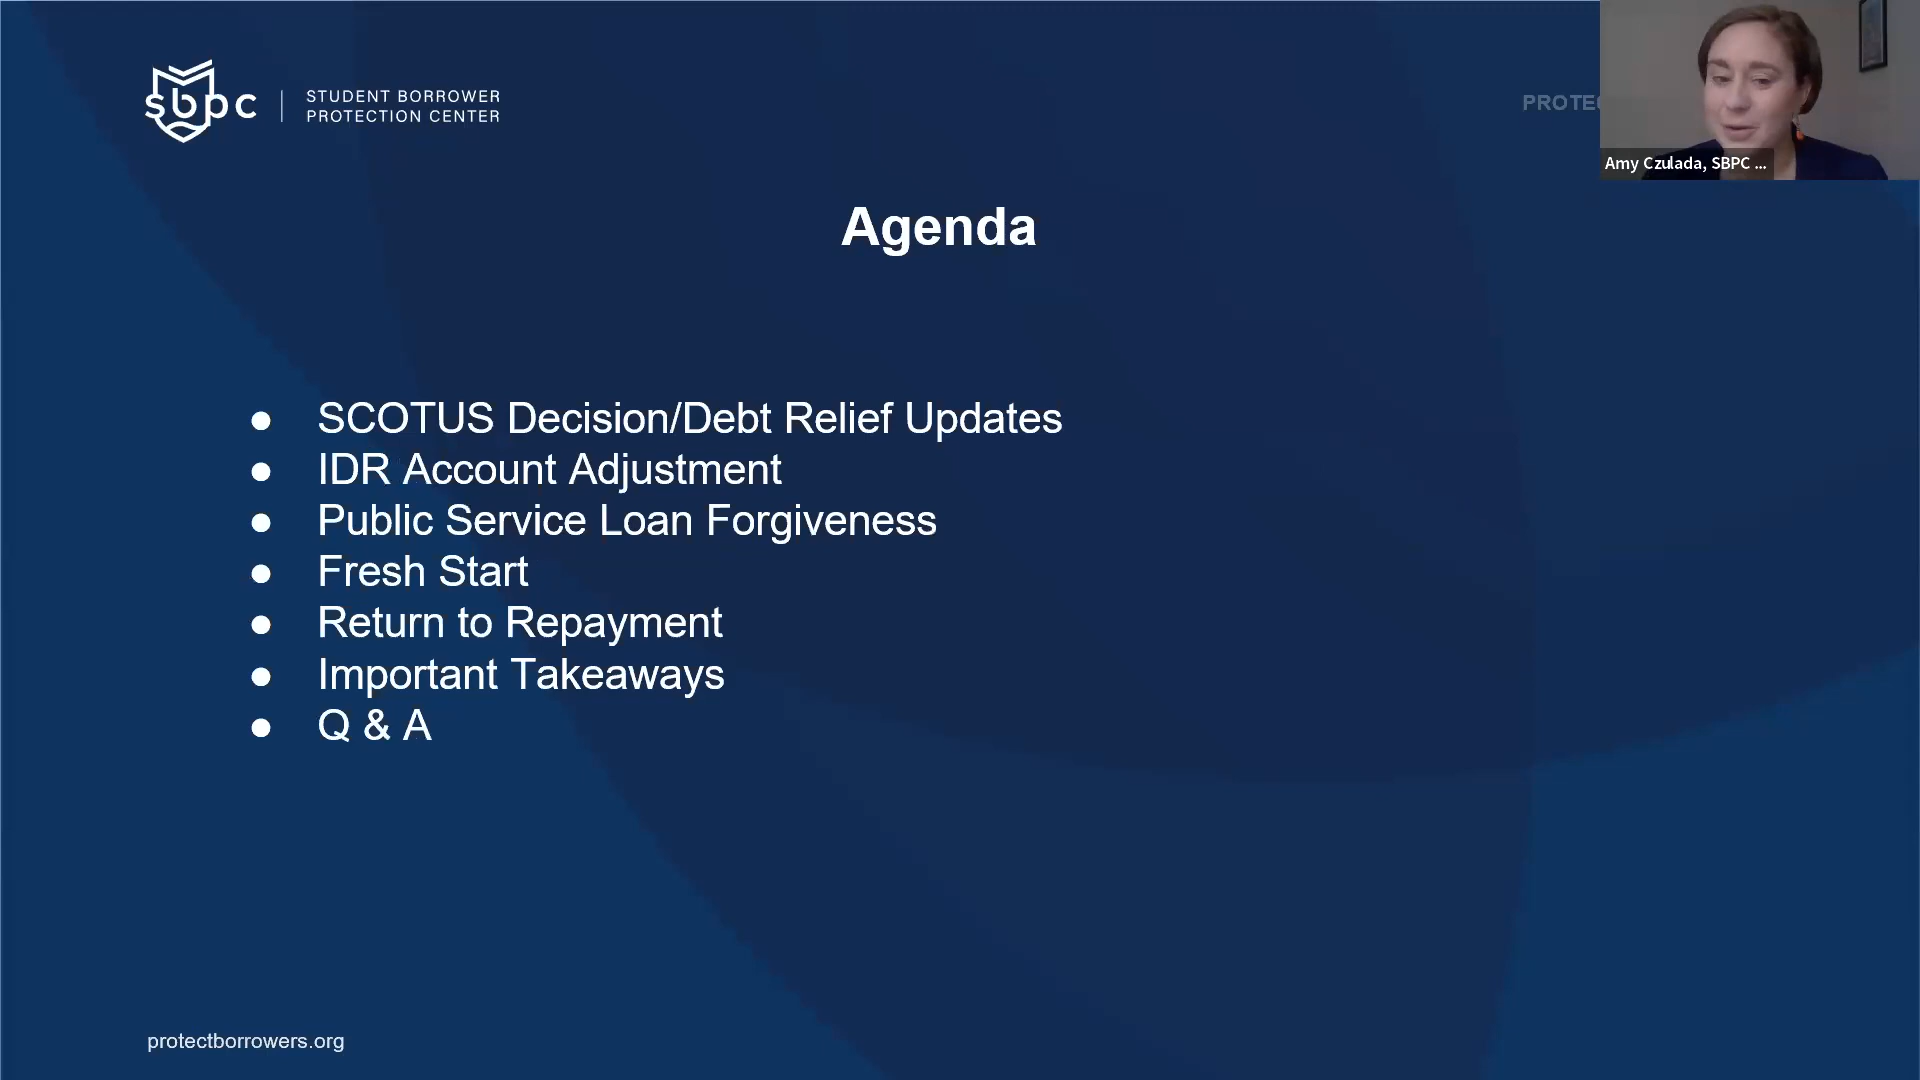 sbpc
STUDENT BORROWER
PROTECTION CENTER
Amy Czulada, SBPC ...
Agenda
● SCOTUS Decision/Debt Relief Updates
● IDR Account Adjustment
● Public Service Loan Forgiveness
● Fresh Start
● Return to Repayment
● Important Takeaways
● Q & A
protectborrowers.org